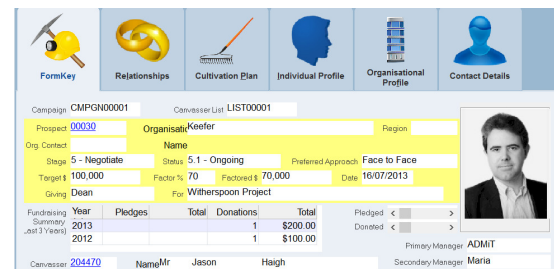 FormKey Relationships Cultivation Plan Individual Profile Organisational Profile Contact Details
Campaign CMPGN00001 Canvasser List LIST00001
Prospect 00030 Organisatic Keefer Region
Org. Contact Name
Stage 5 - Negotiate Status 5.1 - Ongoing Preferred Approach Face to Face
Target $ 100,000 Factor % 70 Factored $ 70,000 Date 16/07/2013
Giving Dean For Witherspoon Project
Fundraising Summary .ast 3 Years) Year Pledges Total Donations Total Pledged < >
2013 1 $200.00 Donated < >
2012 1 $100.00
Primary Manager ADMiT
Canvasser 204470 Name Mr Jason Haigh Secondary Manager Maria